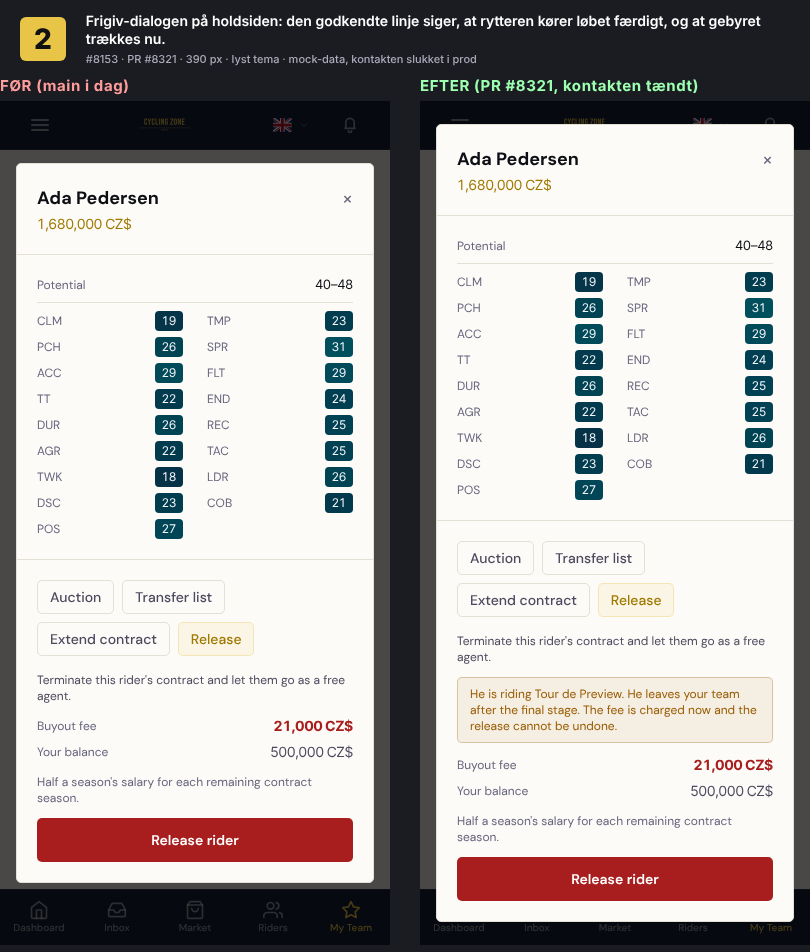 2
Frigiv-dialogen på holdsiden: den godkendte linje siger, at rytteren kører løbet færdigt, og at gebyret
trækkes nu.
#8153 · PR #8321 · 390 px · lyst tema · mock-data, kontakten slukket i prod
FØR (main i dag)
CYCLING ZONE
Ada Pedersen
×
1,680,000 CZ$
Potential 40–48
CLM 19 TMP 23
PCH 26 SPR 31
ACC 29 FLT 29
TT 22 END 24
DUR 26 REC 25
AGR 22 TAC 25
TWK 18 LDR 26
DSC 23 COB 21
POS 27
Auction Transfer list
Extend contract Release
Terminate this rider's contract and let them go as a free
agent.
Buyout fee 21,000 CZ$
Your balance 500,000 CZ$
Half a season's salary for each remaining contract
season.
Release rider
Dashboard Inbox Market Riders My Team
EFTER (PR #8321, kontakten tændt)
CYCLING ZONE
Ada Pedersen
×
1,680,000 CZ$
Potential 40–48
CLM 19 TMP 23
PCH 26 SPR 31
ACC 29 FLT 29
TT 22 END 24
DUR 26 REC 25
AGR 22 TAC 25
TWK 18 LDR 26
DSC 23 COB 21
POS 27
Auction Transfer list
Extend contract Release
Terminate this rider's contract and let them go as a free
agent.
He is riding Tour de Preview. He leaves your team
after the final stage. The fee is charged now and the
release cannot be undone.
Buyout fee 21,000 CZ$
Your balance 500,000 CZ$
Half a season's salary for each remaining contract
season.
Release rider
Dashboard Inbox Market Riders My Team